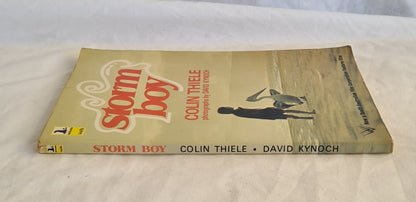 storm
boy
COLIN THIELE
photographs by DAVID KYNOCH
STORM BOY COLIN THIELE • DAVID KYNOCH